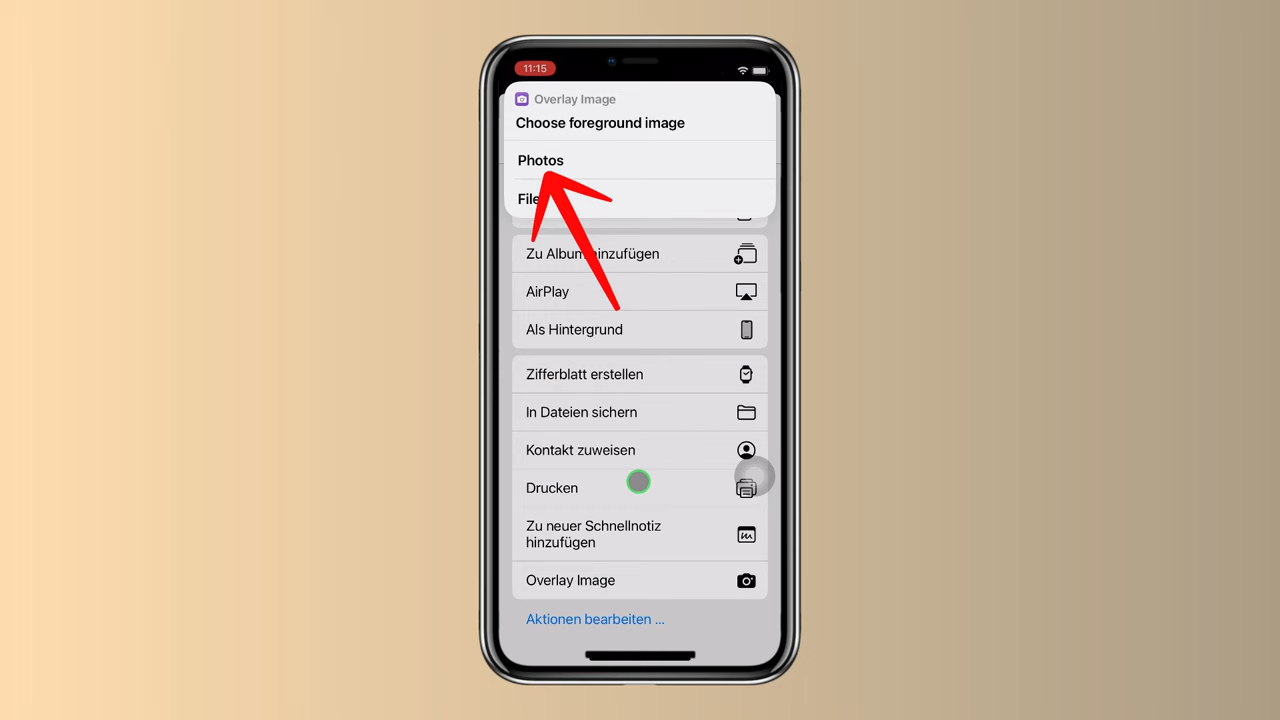 11:15
Overlay Image
Choose foreground image
Photos
File
Zu Album hinzufügen
AirPlay
Als Hintergrund
Zifferblatt erstellen
In Dateien sichern
Kontakt zuweisen
Drucken
Zu neuer Schnellnotiz
hinzufügen
Overlay Image
Aktionen bearbeiten ...